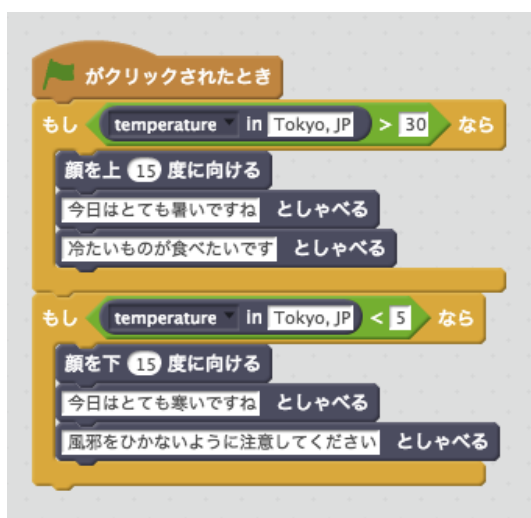 がクリックされたとき
もし temperature in Tokyo, JP > 30 なら
顔を上 15 度に向ける
今日はとても暑いですね としゃべる
冷たいものが食べたいです としゃべる
もし temperature in Tokyo, JP < 5 なら
顔を下 15 度に向ける
今日はとても寒いですね としゃべる
風邪をひかないように注意してください としゃべる